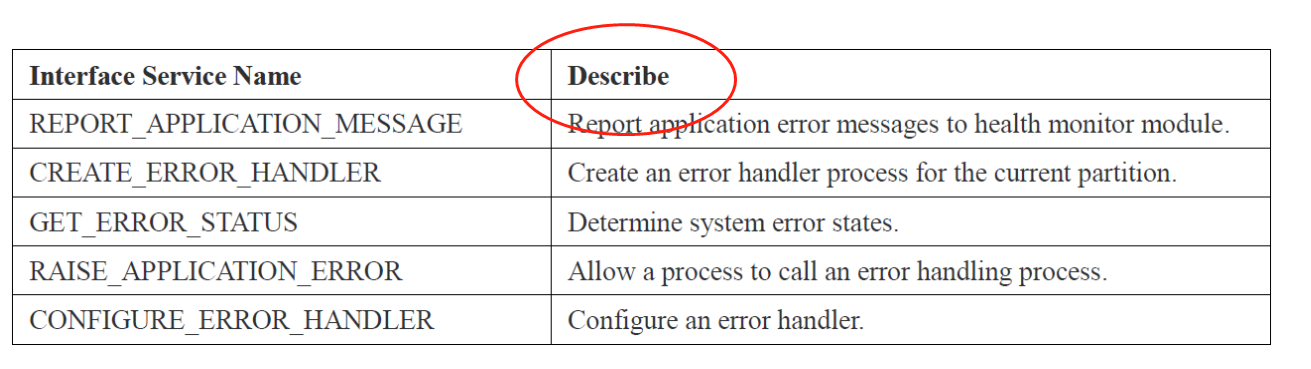 Interface Service Name Describe
REPORT_APPLICATION_MESSAGE Report application error messages to health monitor module.
CREATE_ERROR_HANDLER Create an error handler process for the current partition.
GET_ERROR_STATUS Determine system error states.
RAISE_APPLICATION_ERROR Allow a process to call an error handling process.
CONFIGURE_ERROR_HANDLER Configure an error handler.